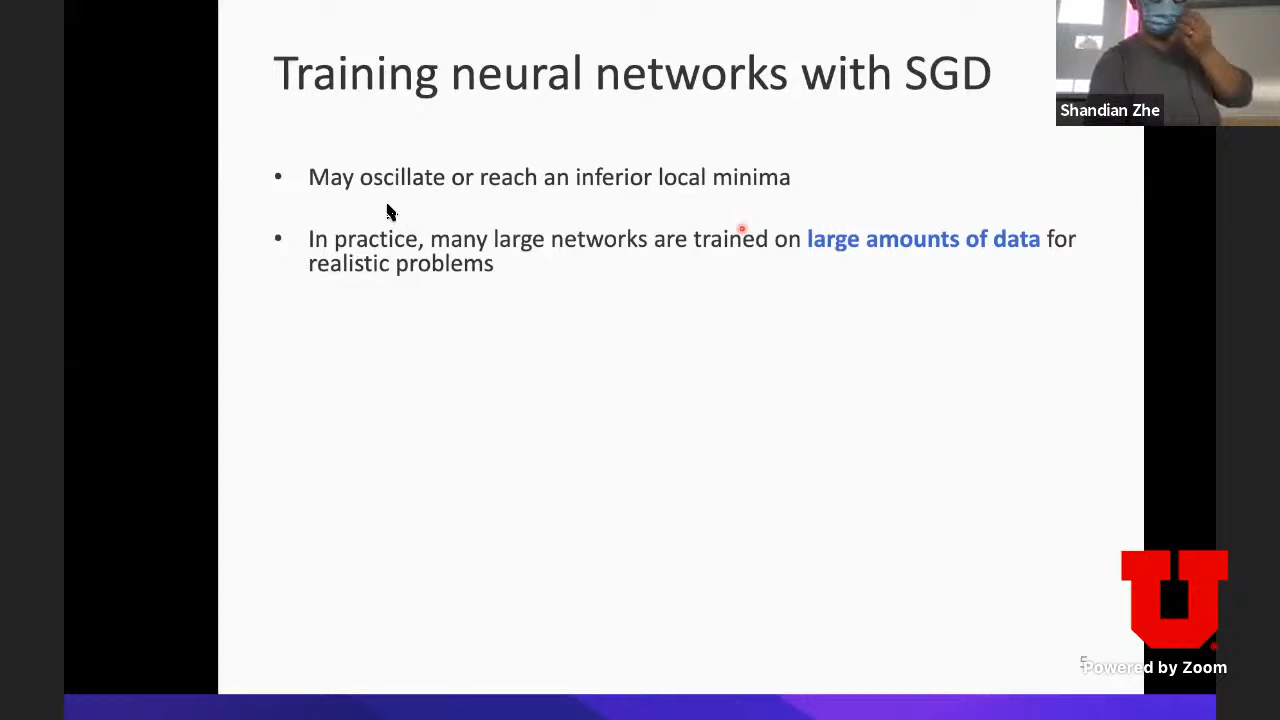 Training neural networks with SGD
Shandian Zhe
• May oscillate or reach an inferior local minima
• In practice, many large networks are trained on large amounts of data for
realistic problems
U
5
Powered by Zoom